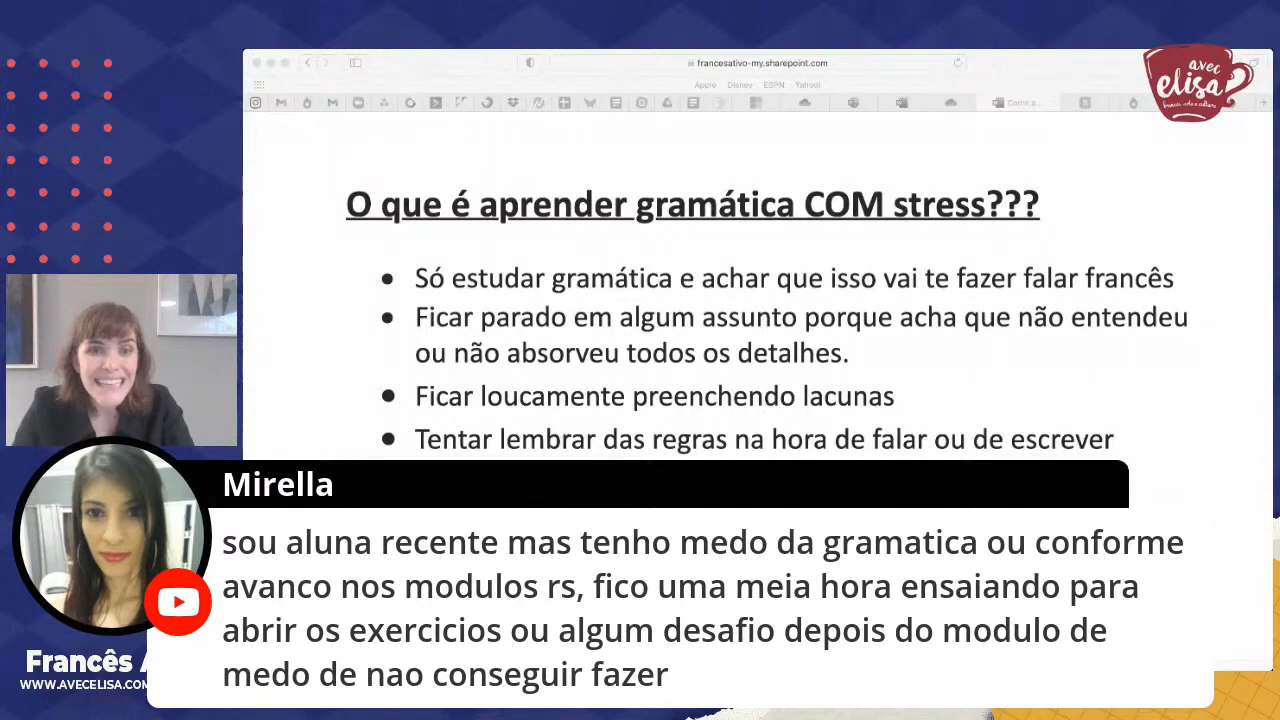 francesativo-my.sharepoint.com
Apple Disney ESPN Yahoo!
avec
elisa
O que é aprender gramática COM stress???
• Só estudar gramática e achar que isso vai te fazer falar francês
• Ficar parado em algum assunto porque acha que não entendeu
ou não absorveu todos os detalhes.
• Ficar loucamente preenchendo lacunas
• Tentar lembrar das regras na hora de falar ou de escrever
Mirella
sou aluna recente mas tenho medo da gramatica ou conforme
avanco nos modulos rs, fico uma meia hora ensaiando para
abrir os exercicios ou algum desafio depois do modulo de
medo de nao conseguir fazer
Francês A
WWW.AVECELISA.COM